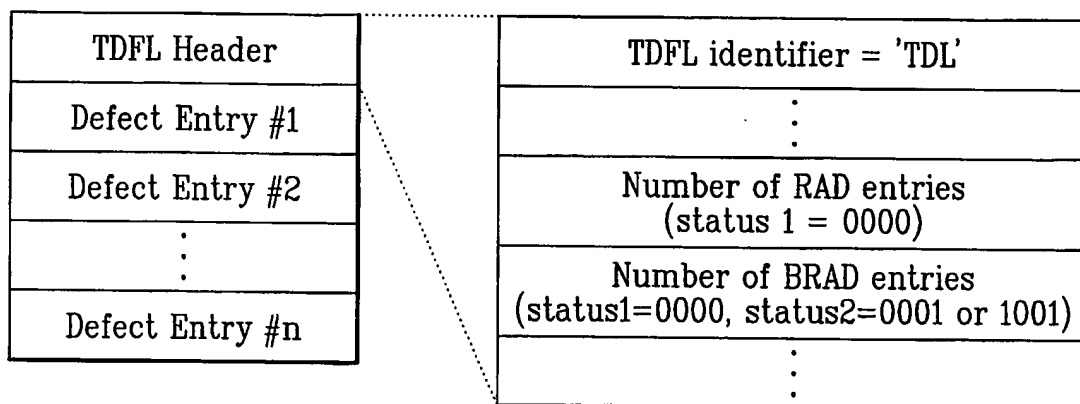 TDFL Header
Defect Entry #1
Defect Entry #2
Defect Entry #n
TDFL identifier = 'TDL'
Number of RAD entries
(status 1 = 0000)
Number of BRAD entries
(status1=0000, status2=0001 or 1001)